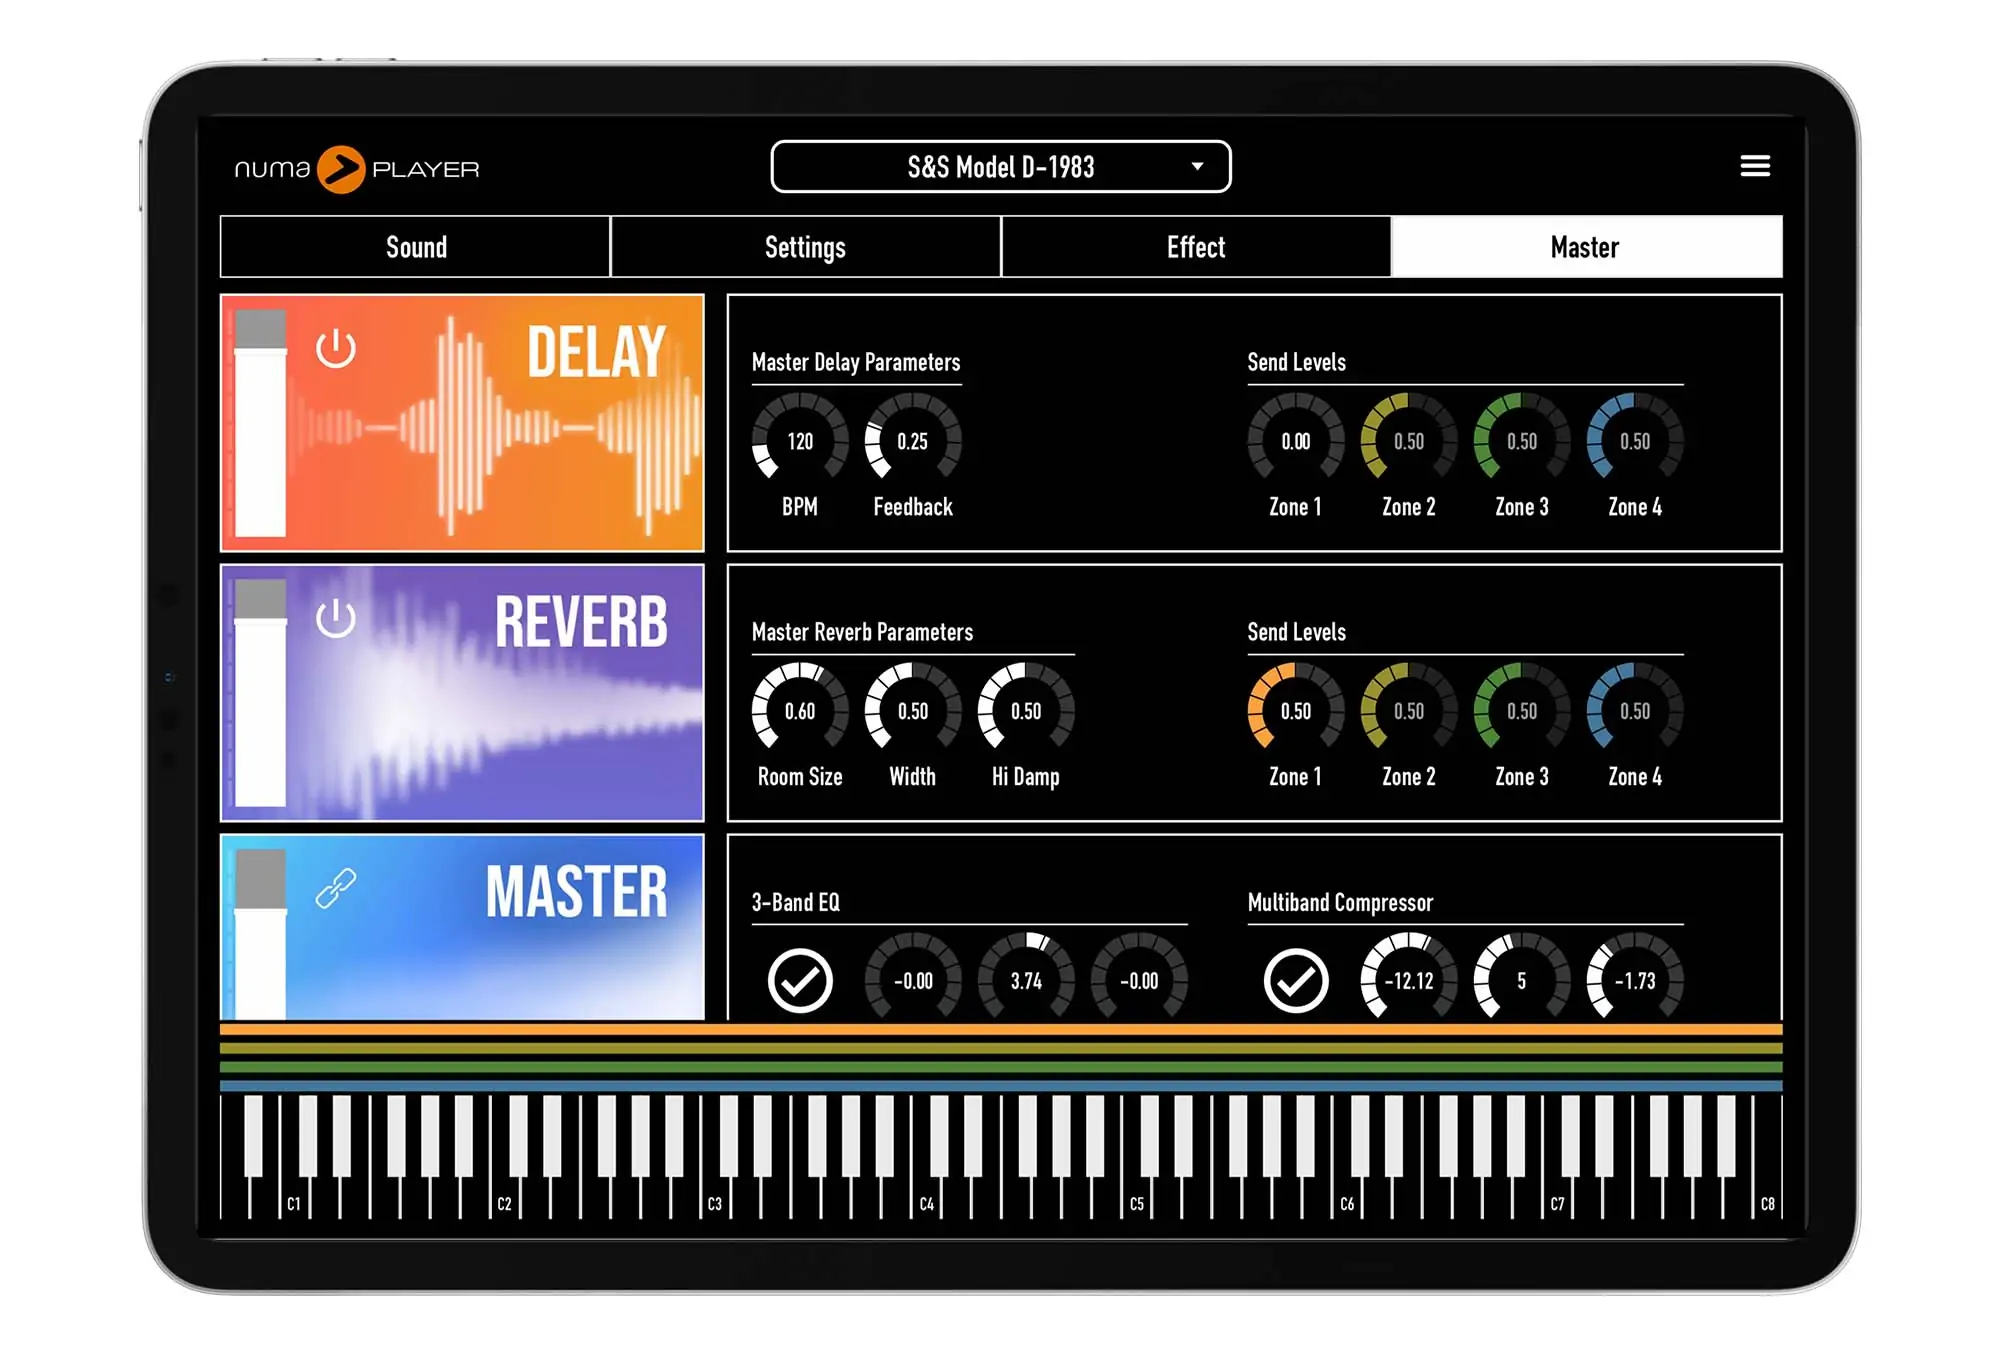 numa PLAYER
S&S Model D-1983
Sound Settings Effect Master
DELAY
Master Delay Parameters
120 0.25
BPM Feedback
Send Levels
0.00 0.50 0.50 0.50
Zone 1 Zone 2 Zone 3 Zone 4
REVERB
Master Reverb Parameters
0.60 0.50 0.50
Room Size Width Hi Damp
Send Levels
0.50 0.50 0.50 0.50
Zone 1 Zone 2 Zone 3 Zone 4
MASTER
3-Band EQ
-0.00 3.74 -0.00
Multiband Compressor
-12.12 5 -1.73
C1 C2 C3 C4 C5 C6 C7 C8